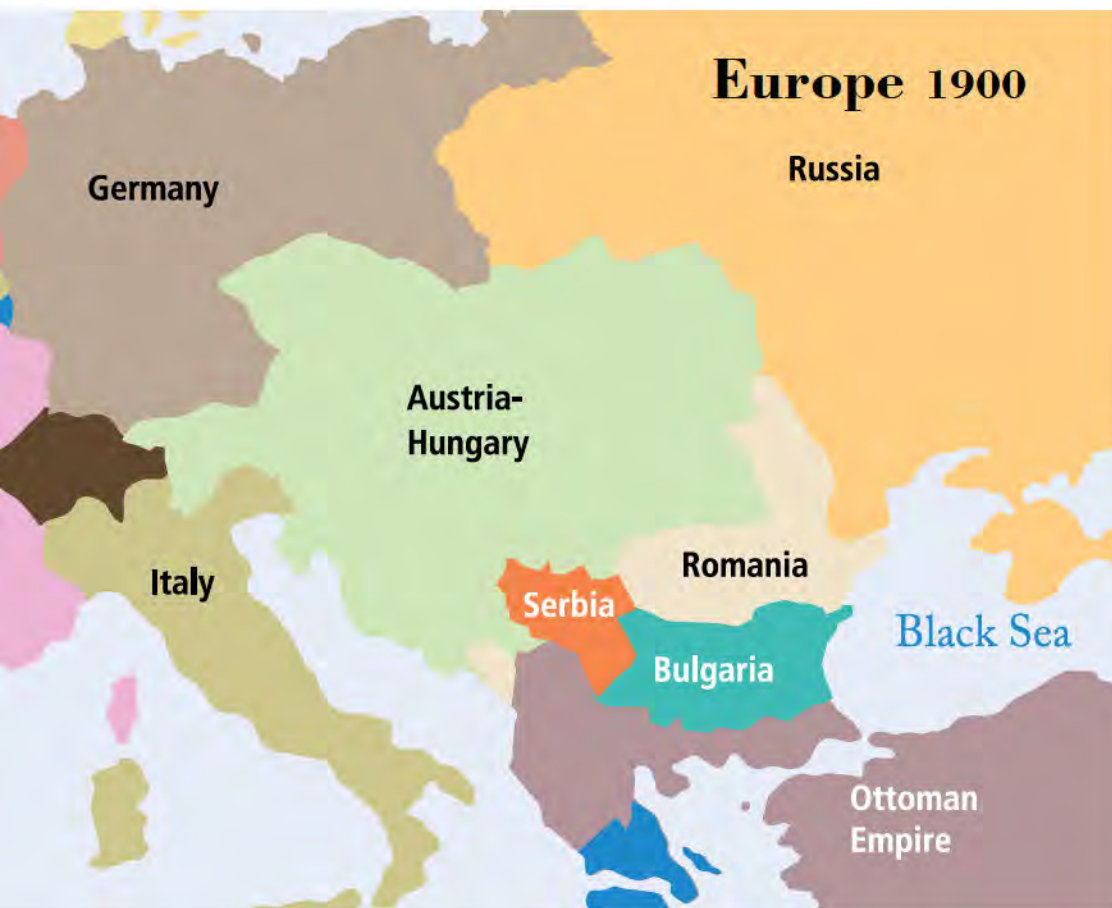 Europe 1900
Russia
Germany
Austria-
Hungary
Italy
Romania
Serbia
Black Sea
Bulgaria
Ottoman
Empire